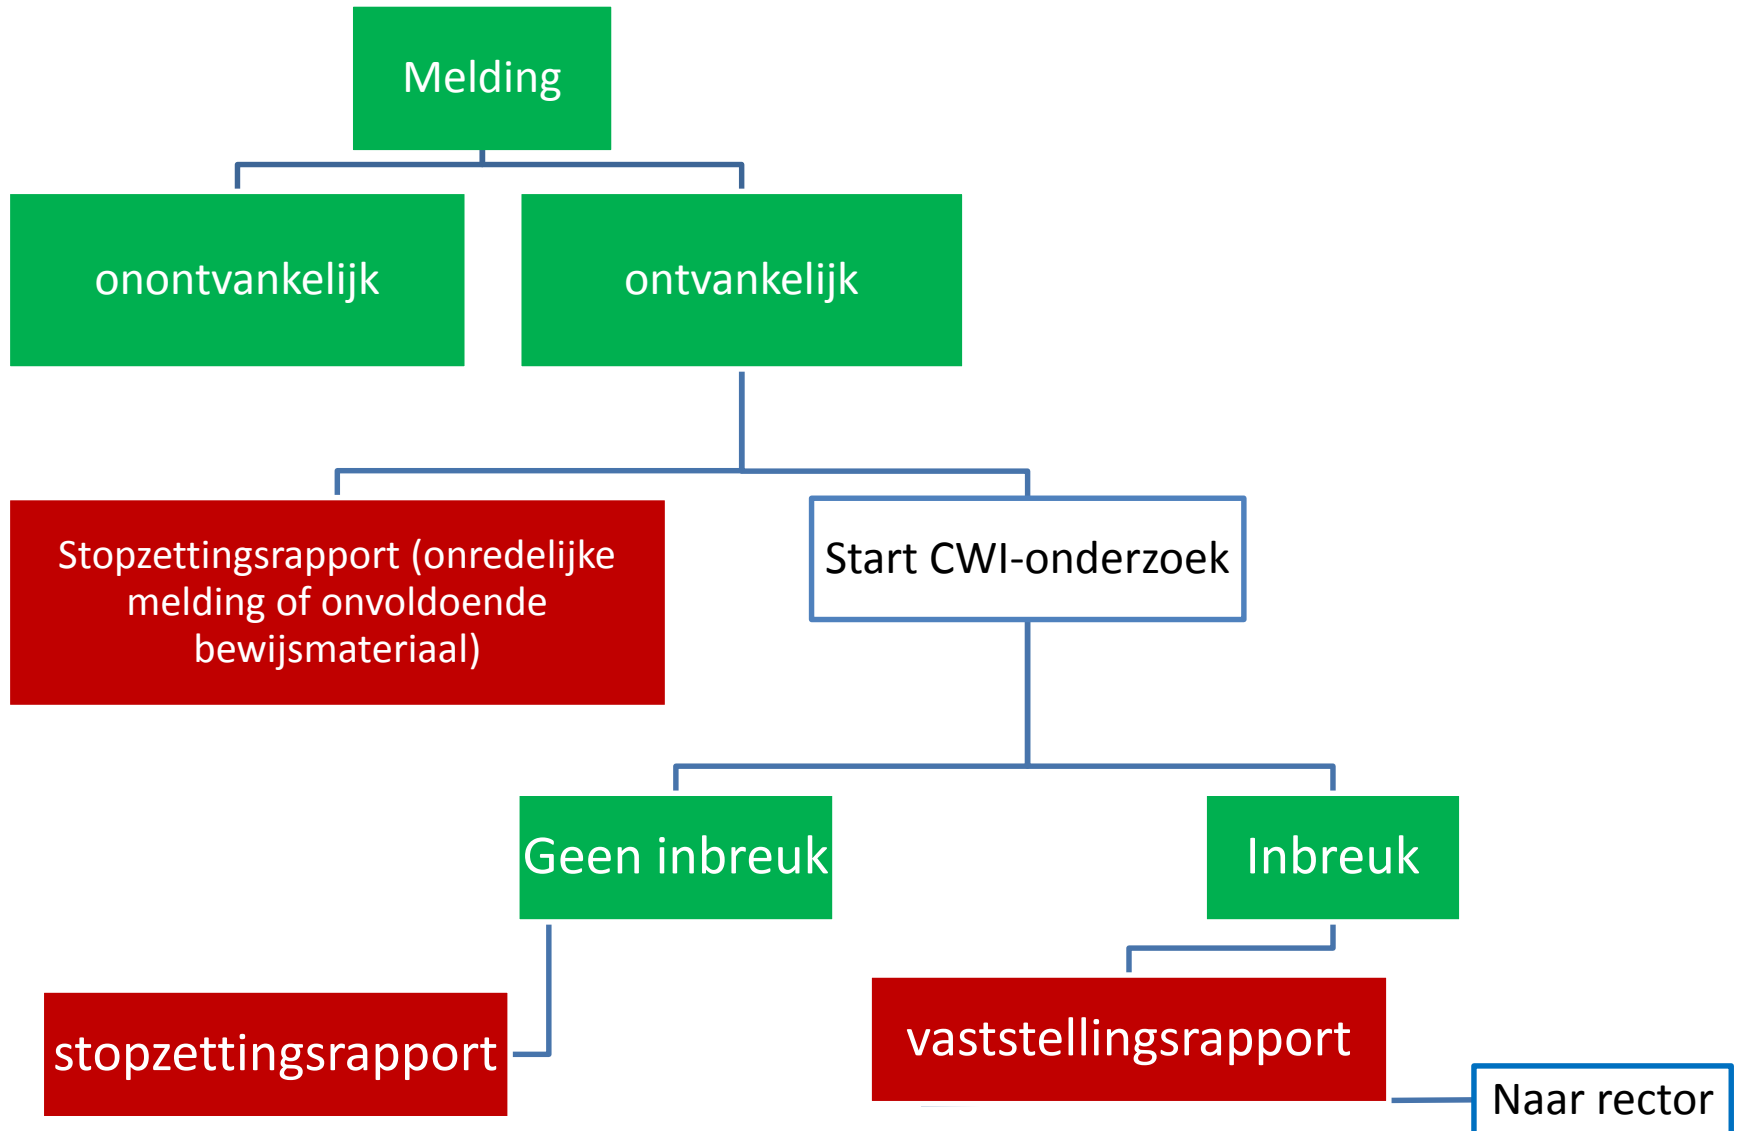 Melding
onontvankelijk
ontvankelijk
Stopzettingsrapport (onredelijke
melding of onvoldoende
bewijsmateriaal)
Start CWI-onderzoek
Geen inbreuk
Inbreuk
stopzettingsrapport
vaststellingsrapport
Naar rector